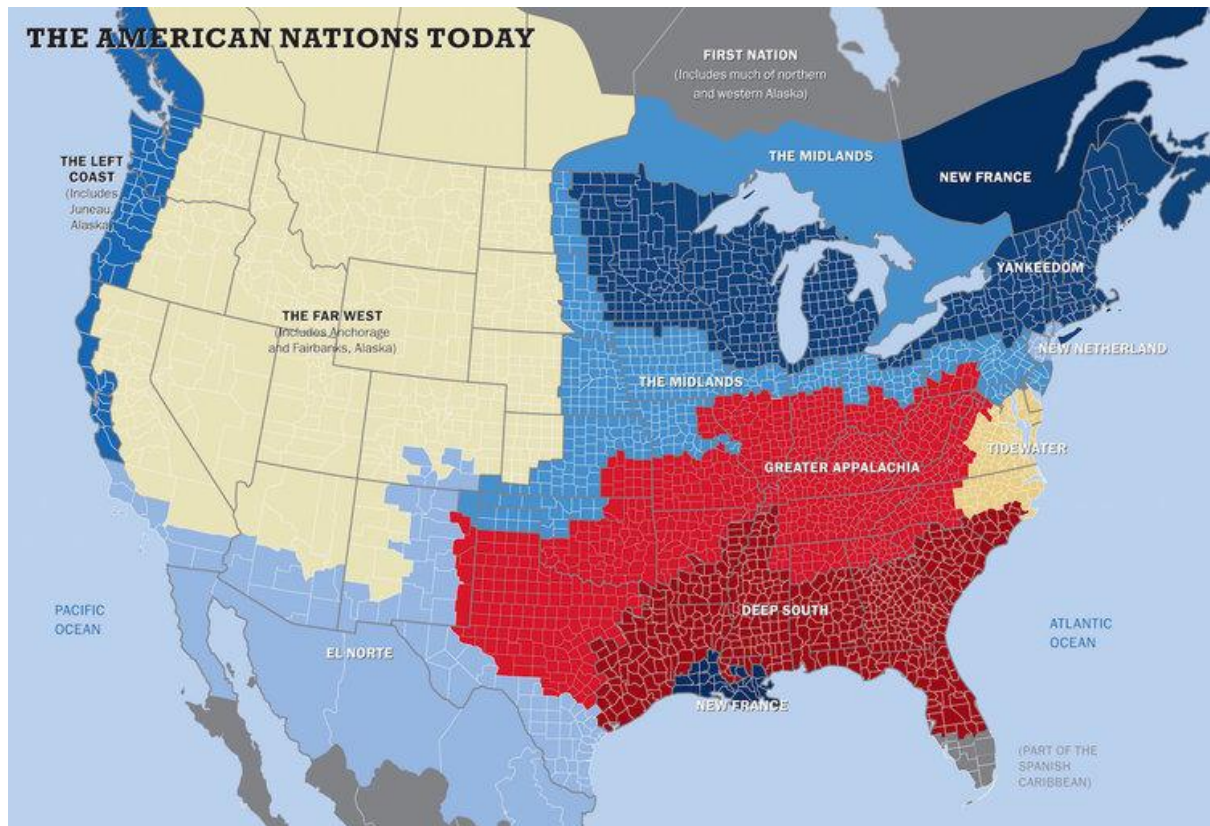 THE AMERICAN NATIONS TODAY
FIRST NATION
(Includes much of northern
and western Alaska)
THE LEFT
COAST
(Includes
Juneau,
Alaska)
THE MIDLANDS
NEW FRANCE
YANKEEDOM
THE FAR WEST
(Includes Anchorage
and Fairbanks, Alaska)
NEW NETHERLAND
THE MIDLANDS
TIDEWATER
GREATER APPALACHIA
PACIFIC
OCEAN
DEEP SOUTH
ATLANTIC
OCEAN
EL NORTE
NEW FRANCE
(PART OF THE
SPANISH
CARIBBEAN)